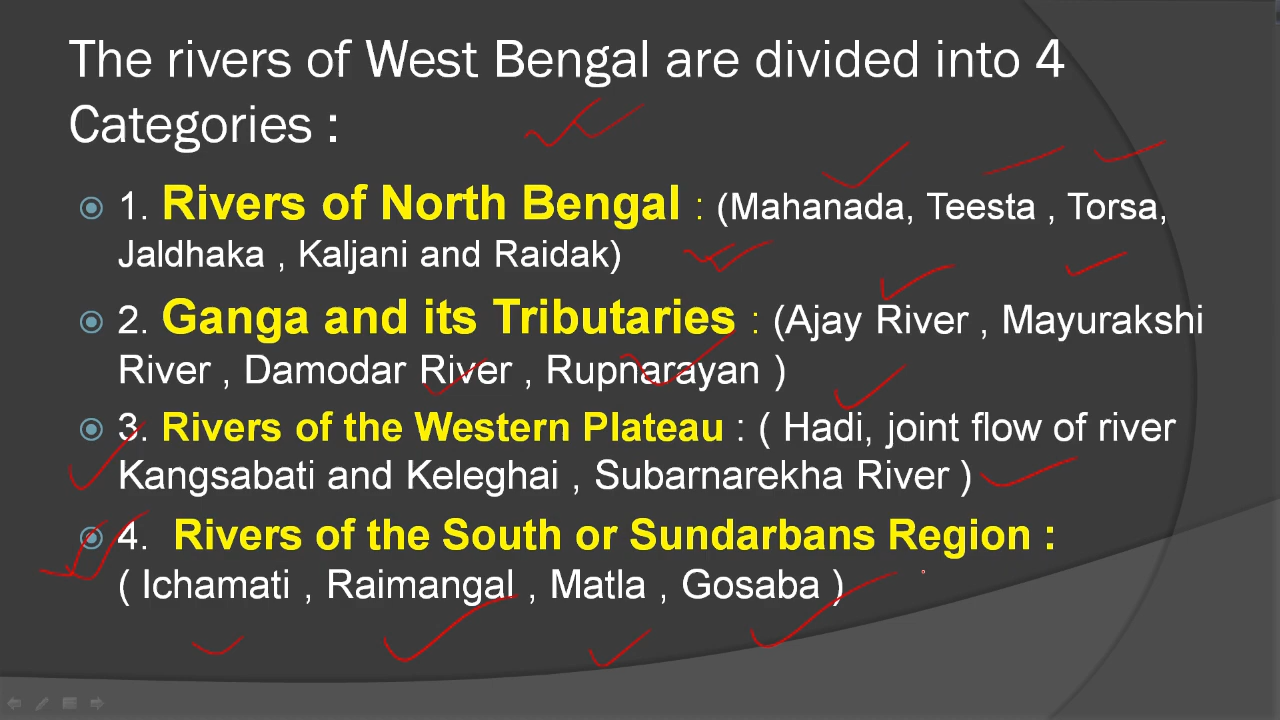 The rivers of West Bengal are divided into 4
Categories :
1. Rivers of North Bengal : (Mahanada, Teesta , Torsa,
Jaldhaka , Kaljani and Raidak)
2. Ganga and its Tributaries : (Ajay River , Mayurakshi
River , Damodar River , Rupnarayan )
3. Rivers of the Western Plateau : ( Hadi, joint flow of river
Kangsabati and Keleghai , Subarnarekha River )
4. Rivers of the South or Sundarbans Region :
( Ichamati , Raimangal , Matla , Gosaba )